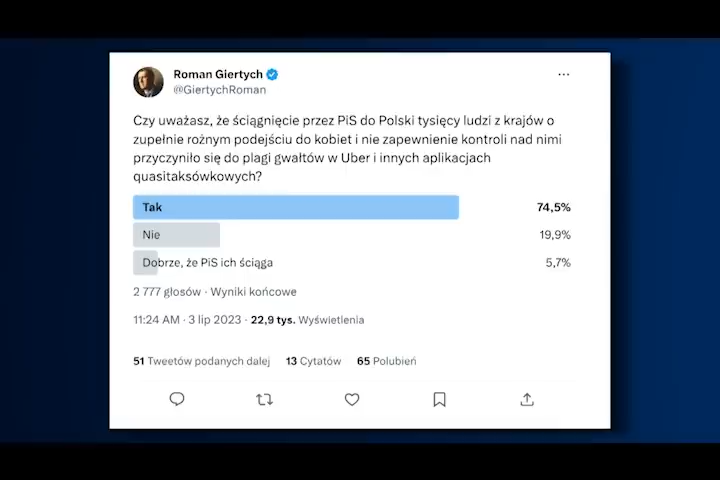 Roman Giertych
@GiertychRoman
Czy uważasz, że ściągnięcie przez PiS do Polski tysięcy ludzi z krajów o
zupełnie rożnym podejściu do kobiet i nie zapewnienie kontroli nad nimi
przyczyniło się do plagi gwałtów w Uber i innych aplikacjach
quasitaksówkowych?
Tak 74,5%
Nie 19,9%
Dobrze, że PiS ich ściąga 5,7%
2 777 głosów · Wyniki końcowe
11:24 AM · 3 lip 2023 · 22,9 tys. Wyświetlenia
51 Tweetów podanych dalej 13 Cytatów 65 Polubień